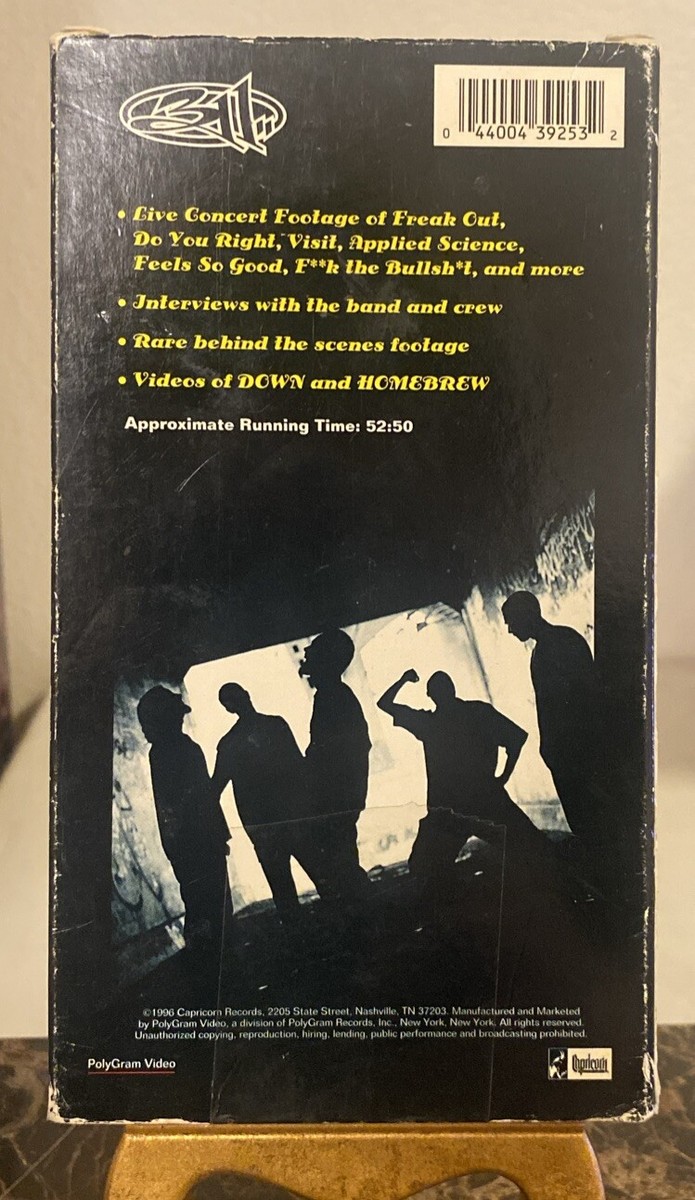 311
0 44004 39253 2
• Live Concert Footage of Freak Out,
Do You Right, Visit, Applied Science,
Feels So Good, F**k the Bullsh*t, and more
• Interviews with the band and crew
• Rare behind the scenes footage
• Videos of DOWN and HOMEBREW
Approximate Running Time: 52:50
©1996 Capricorn Records, 2205 State Street, Nashville, TN 37203. Manufactured and Marketed
by PolyGram Video, a division of PolyGram Records, Inc., New York, New York. All rights reserved.
Unauthorized copying, reproduction, hiring, lending, public performance and broadcasting prohibited.
PolyGram Video
Capricorn